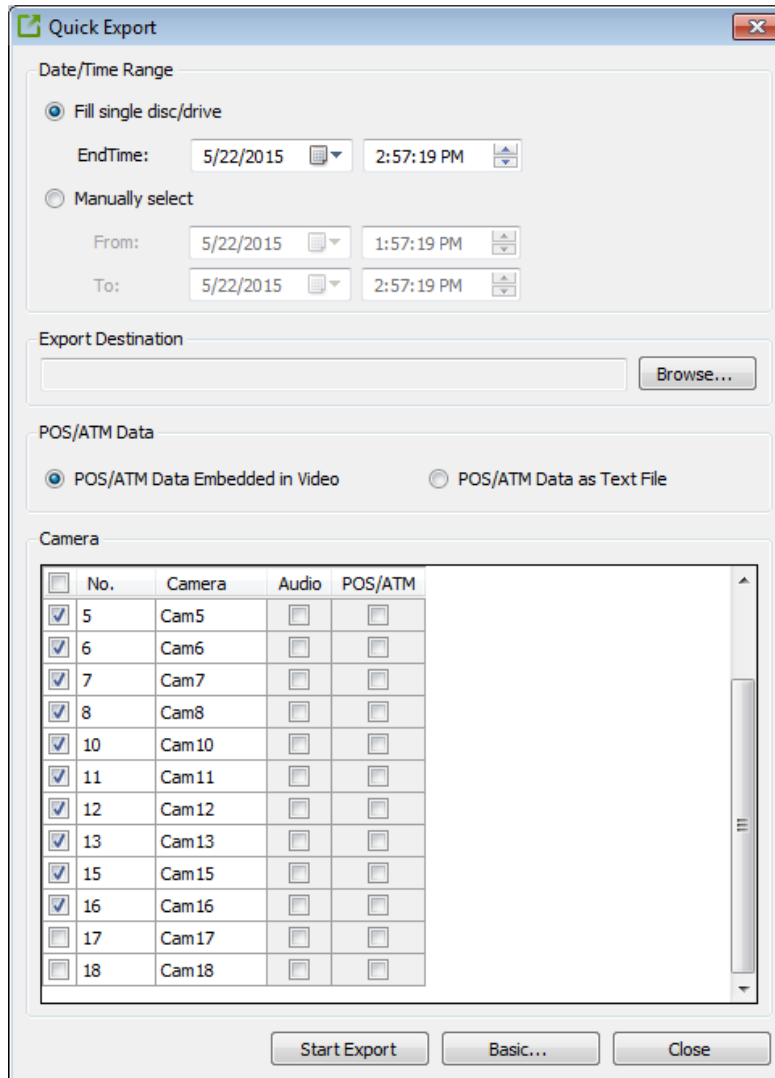 Quick Export
Date/Time Range
Fill single disc/drive
EndTime: 5/22/2015 2:57:19 PM
Manually select
From: 5/22/2015 1:57:19 PM
To: 5/22/2015 2:57:19 PM
Export Destination
Browse...
POS/ATM Data
POS/ATM Data Embedded in Video POS/ATM Data as Text File
Camera
No. Camera Audio POS/ATM
5 Cam5
6 Cam6
7 Cam7
8 Cam8
10 Cam10
11 Cam11
12 Cam12
13 Cam13
15 Cam15
16 Cam16
17 Cam17
18 Cam18
Start Export Basic... Close